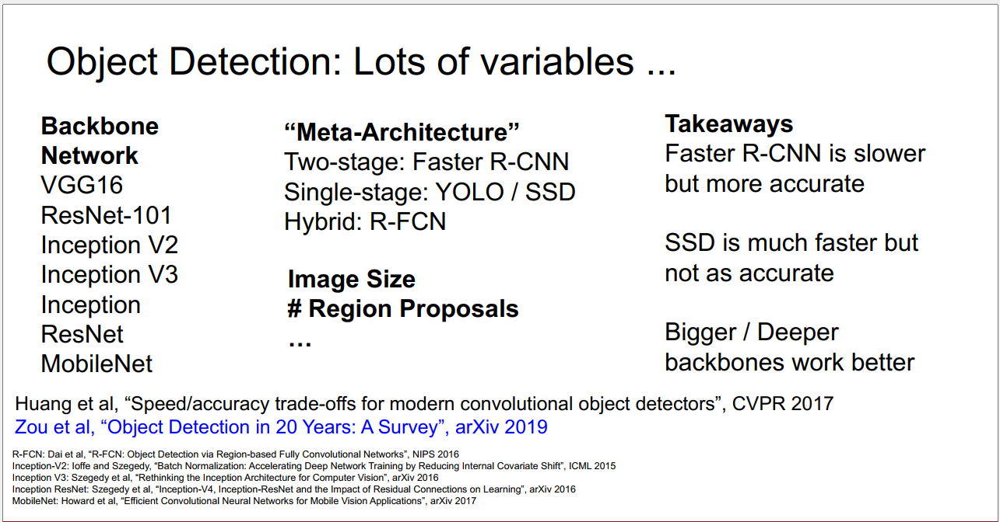 Object Detection: Lots of variables ...
Backbone
Network
VGG16
ResNet-101
Inception V2
Inception V3
Inception
ResNet
MobileNet
“Meta-Architecture”
Two-stage: Faster R-CNN
Single-stage: YOLO / SSD
Hybrid: R-FCN
Image Size
# Region Proposals
…
Takeaways
Faster R-CNN is slower
but more accurate
SSD is much faster but
not as accurate
Bigger / Deeper
backbones work better
Huang et al, “Speed/accuracy trade-offs for modern convolutional object detectors”, CVPR 2017
Zou et al, “Object Detection in 20 Years: A Survey”, arXiv 2019
R-FCN: Dai et al, “R-FCN: Object Detection via Region-based Fully Convolutional Networks”, NIPS 2016
Inception-V2: Ioffe and Szegedy, “Batch Normalization: Accelerating Deep Network Training by Reducing Internal Covariate Shift”, ICML 2015
Inception V3: Szegedy et al, “Rethinking the Inception Architecture for Computer Vision”, arXiv 2016
Inception ResNet: Szegedy et al, “Inception-V4, Inception-ResNet and the Impact of Residual Connections on Learning”, arXiv 2016
MobileNet: Howard et al, “Efficient Convolutional Neural Networks for Mobile Vision Applications”, arXiv 2017